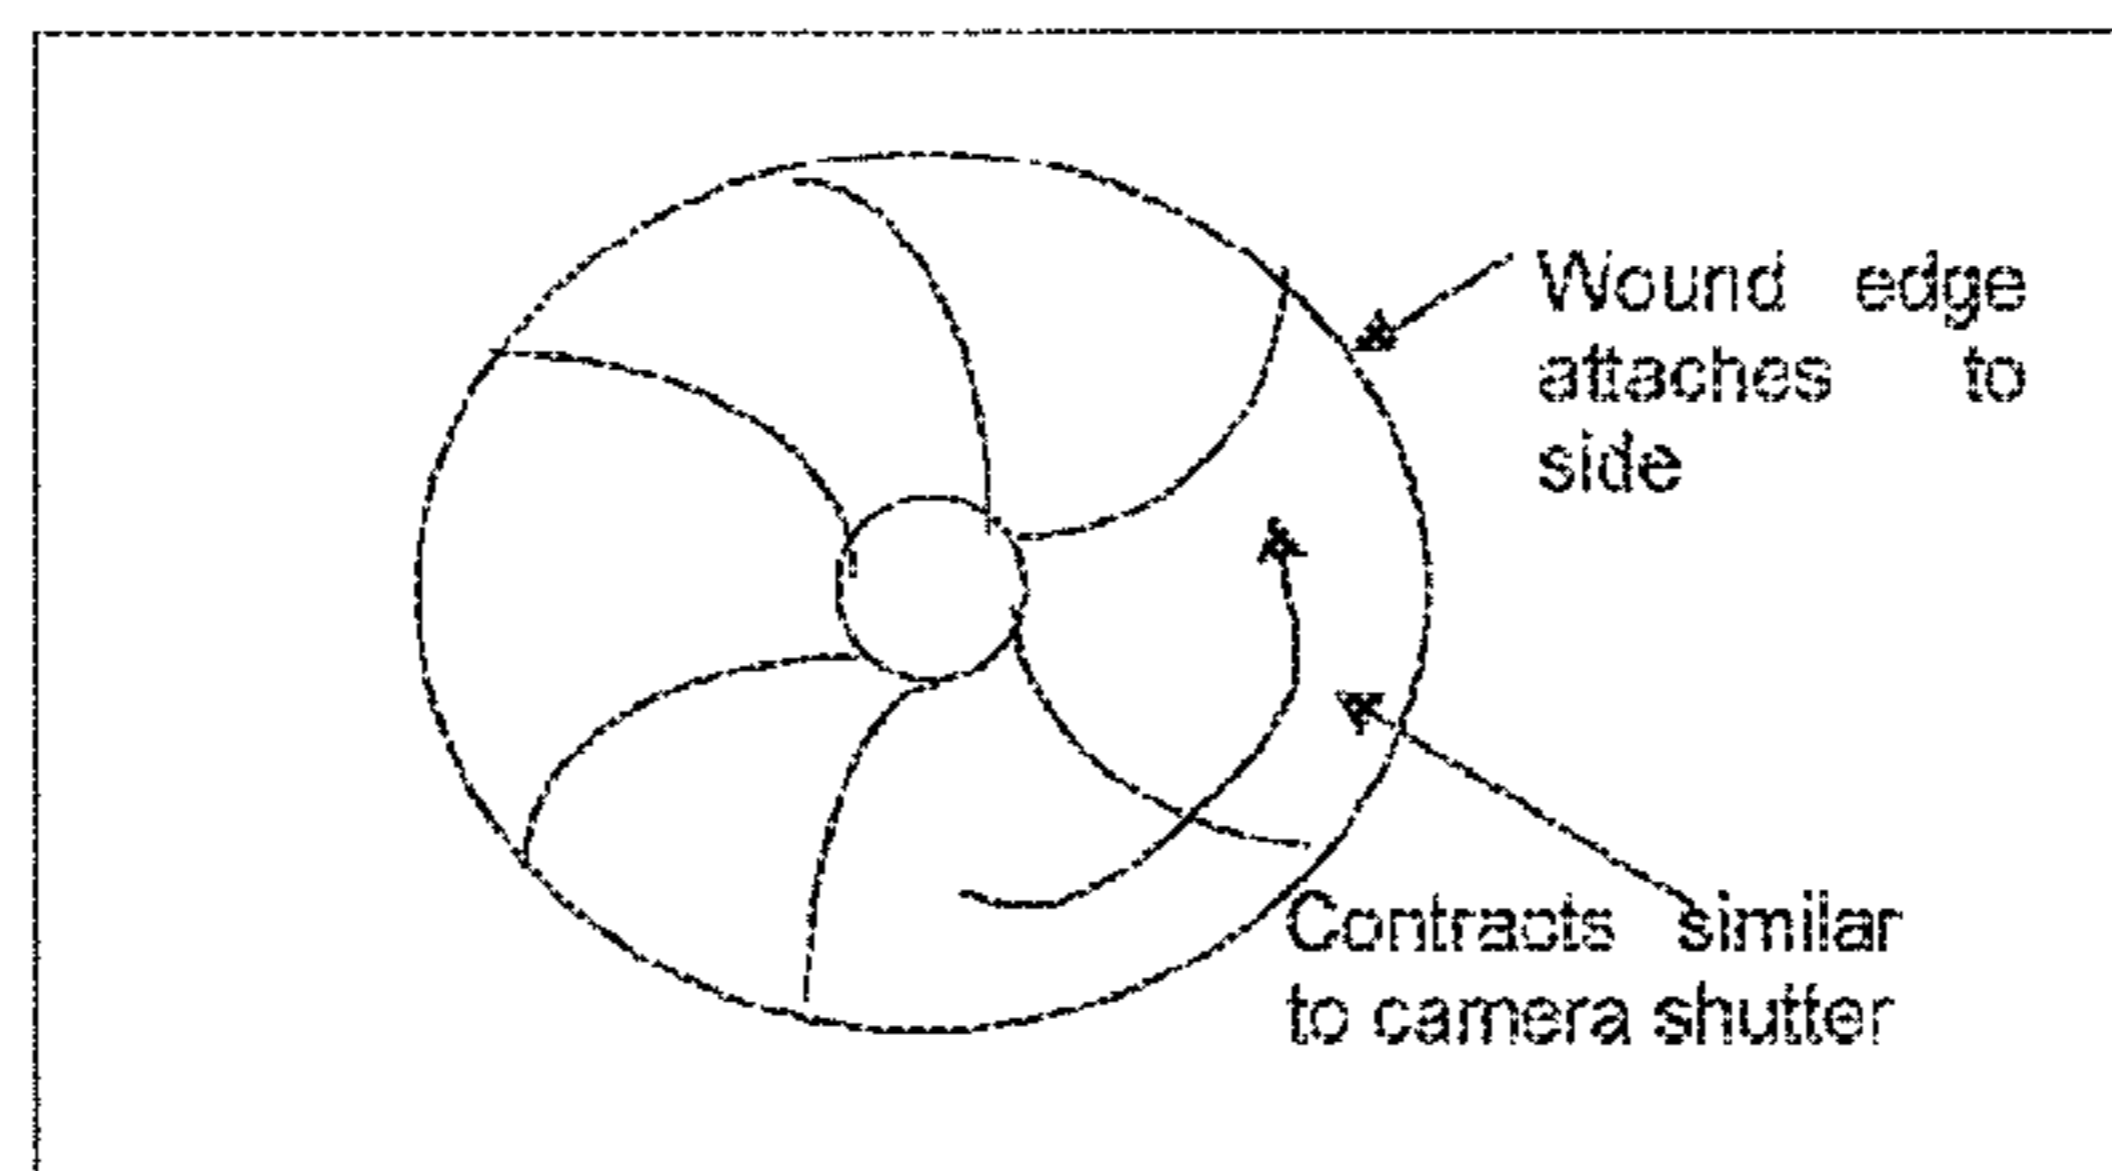 Wound edge
attaches to
side
Contracts similar
to camera shutter